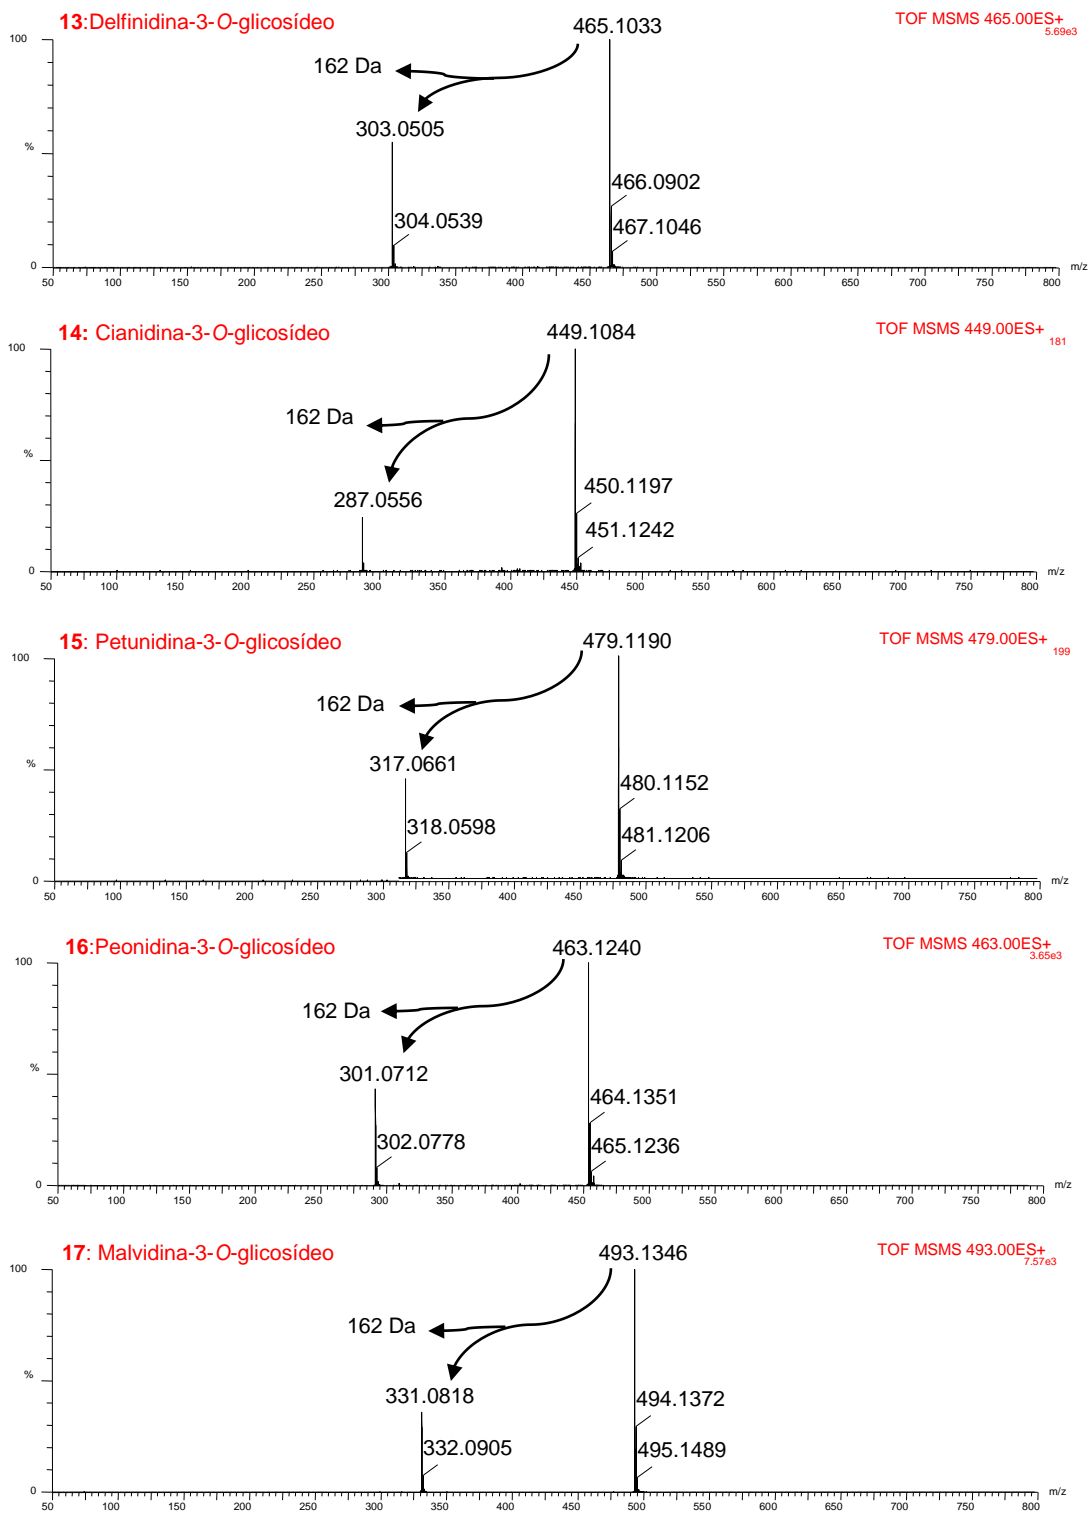 13:Delfinidina-3-O-glicosídeo
465.1033
TOF MSMS 465.00ES+
5.69e3
100
162 Da
303.0505
%
466.0902
304.0539
467.1046
0
m/z
50 100 150 200 250 300 350 400 450 500 550 600 650 700 750 800
14: Cianidina-3-O-glicosídeo
449.1084
TOF MSMS 449.00ES+
181
100
162 Da
%
287.0556
450.1197
451.1242
0
m/z
50 100 150 200 250 300 350 400 450 500 550 600 650 700 750 800
15: Petunidina-3-O-glicosídeo
479.1190
TOF MSMS 479.00ES+
199
100
162 Da
317.0661
%
480.1152
318.0598
481.1206
0
m/z
50 100 150 200 250 300 350 400 450 500 550 600 650 700 750 800
16:Peonidina-3-O-glicosídeo
463.1240
TOF MSMS 463.00ES+
3.65e3
100
162 Da
%
301.0712
464.1351
302.0778
465.1236
0
m/z
50 100 150 200 250 300 350 400 450 500 550 600 650 700 750 800
17: Malvidina-3-O-glicosídeo
493.1346
TOF MSMS 493.00ES+
7.57e3
100
162 Da
%
331.0818
494.1372
332.0905
495.1489
0
m/z
50 100 150 200 250 300 350 400 450 500 550 600 650 700 750 800